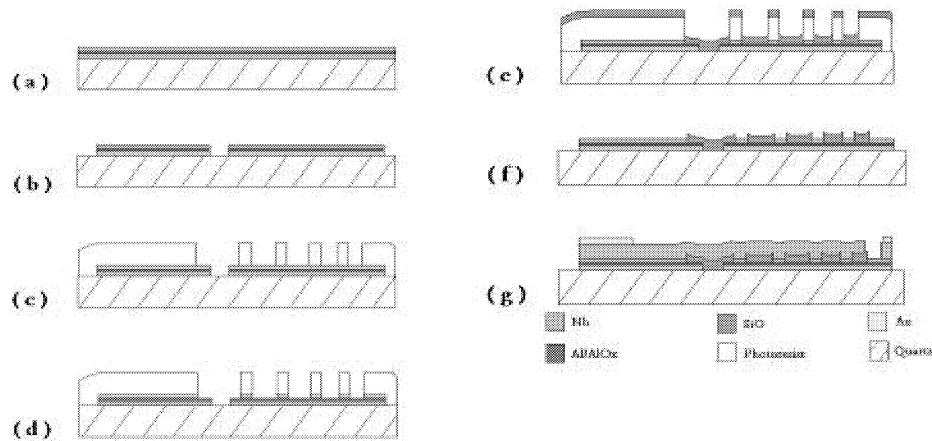 (a)
(b)
(c)
(d)
(e)
(f)
(g)
Nb
SiO
Au
Al/AlOx
Photoresist
Quartz